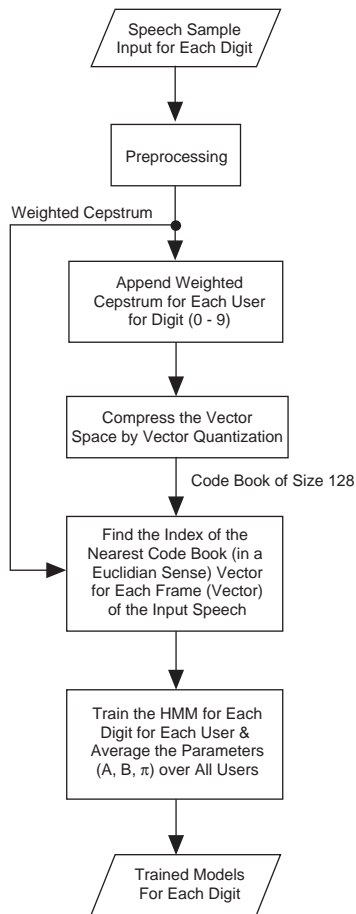 Speech Sample
Input for Each Digit
Preprocessing
Weighted Cepstrum
Append Weighted
Cepstrum for Each User
for Digit (0 - 9)
Compress the Vector
Space by Vector Quantization
Code Book of Size 128
Find the Index of the
Nearest Code Book (in a
Euclidian Sense) Vector
for Each Frame (Vector)
of the Input Speech
Train the HMM for Each
Digit for Each User &
Average the Parameters
(A, B, π) over All Users
Trained Models
For Each Digit